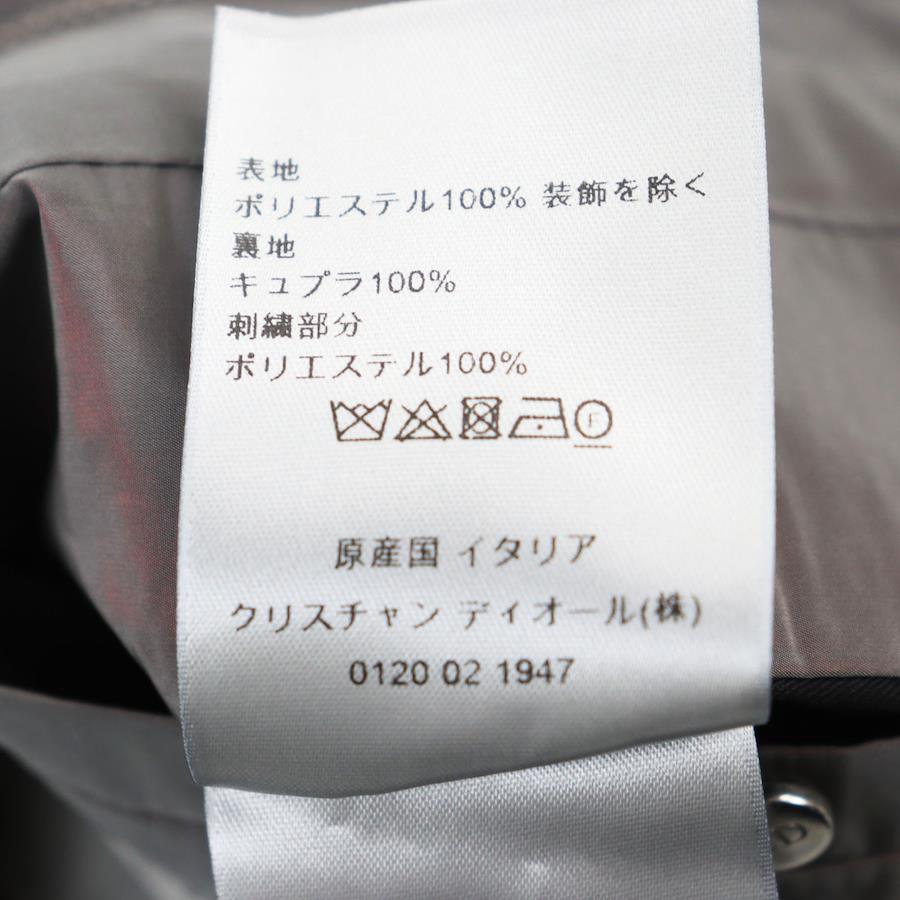 表地
ポリエステル100% 装飾を除く
裏地
キュプラ100%
刺繍部分
ポリエステル100%
F
原産国 イタリア
クリスチャン ディオール(株)
0120 02 1947